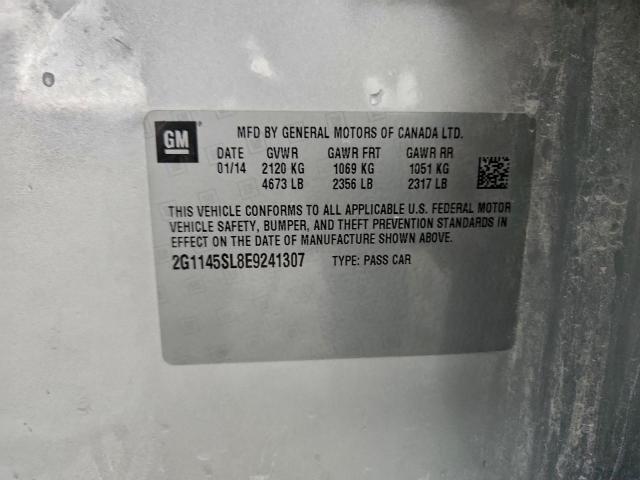 GM
MFD BY GENERAL MOTORS OF CANADA LTD.
DATE GVWR GAWR FRT GAWR RR
01/14 2120 KG 1069 KG 1051 KG
4673 LB 2356 LB 2317 LB
THIS VEHICLE CONFORMS TO ALL APPLICABLE U.S. FEDERAL MOTOR
VEHICLE SAFETY, BUMPER, AND THEFT PREVENTION STANDARDS IN
EFFECT ON THE DATE OF MANUFACTURE SHOWN ABOVE.
2G1145SL8E9241307 TYPE: PASS CAR